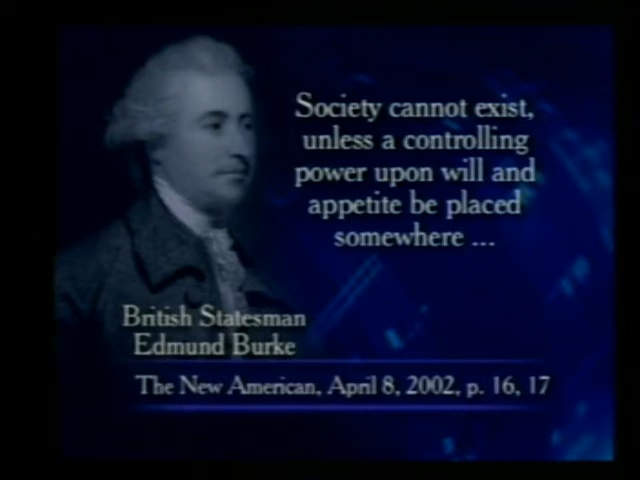 Society cannot exist,
unless a controlling
power upon will and
appetite be placed
somewhere ...
British Statesman
Edmund Burke
The New American, April 8, 2002, p. 16, 17